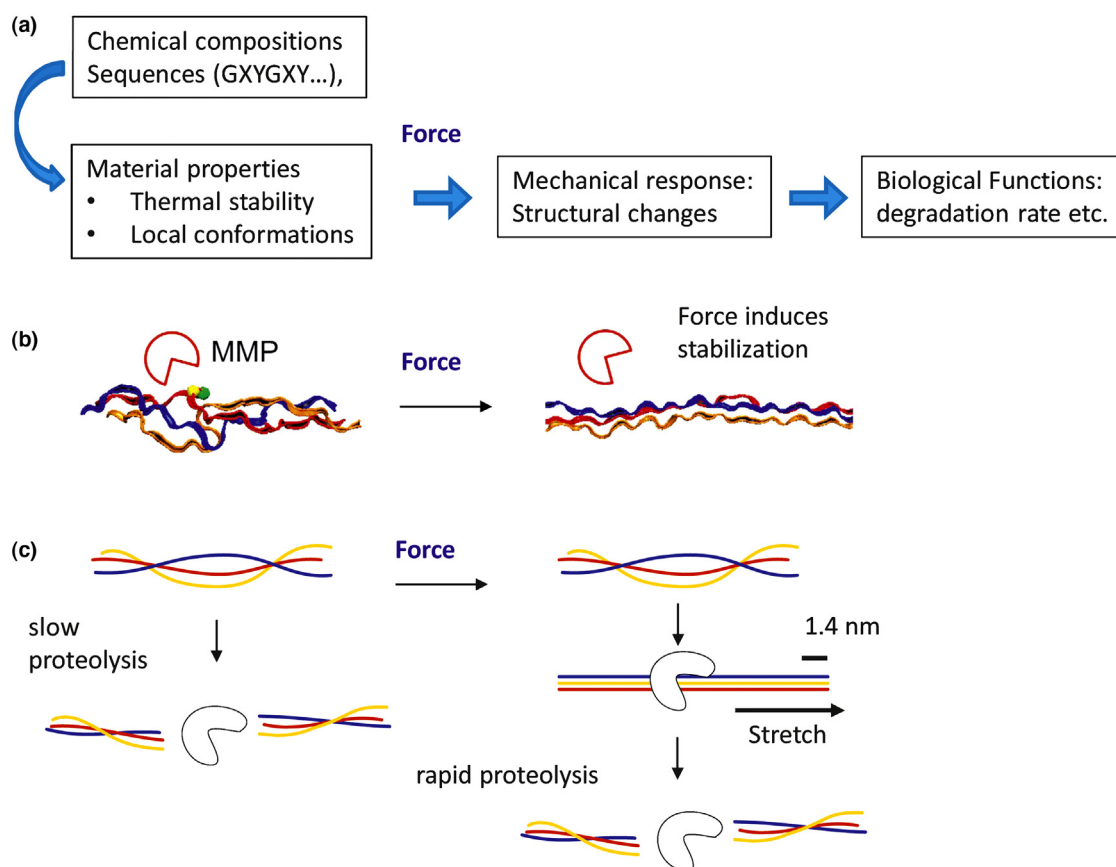 (a)
Chemical compositions
Sequences (GXYGXY...),
Material properties
• Thermal stability
• Local conformations
Force
Mechanical response:
Structural changes
Biological Functions:
degradation rate etc.
(b)
MMP
Force
Force induces
stabilization
(c)
Force
slow
proteolysis
1.4 nm
Stretch
rapid proteolysis